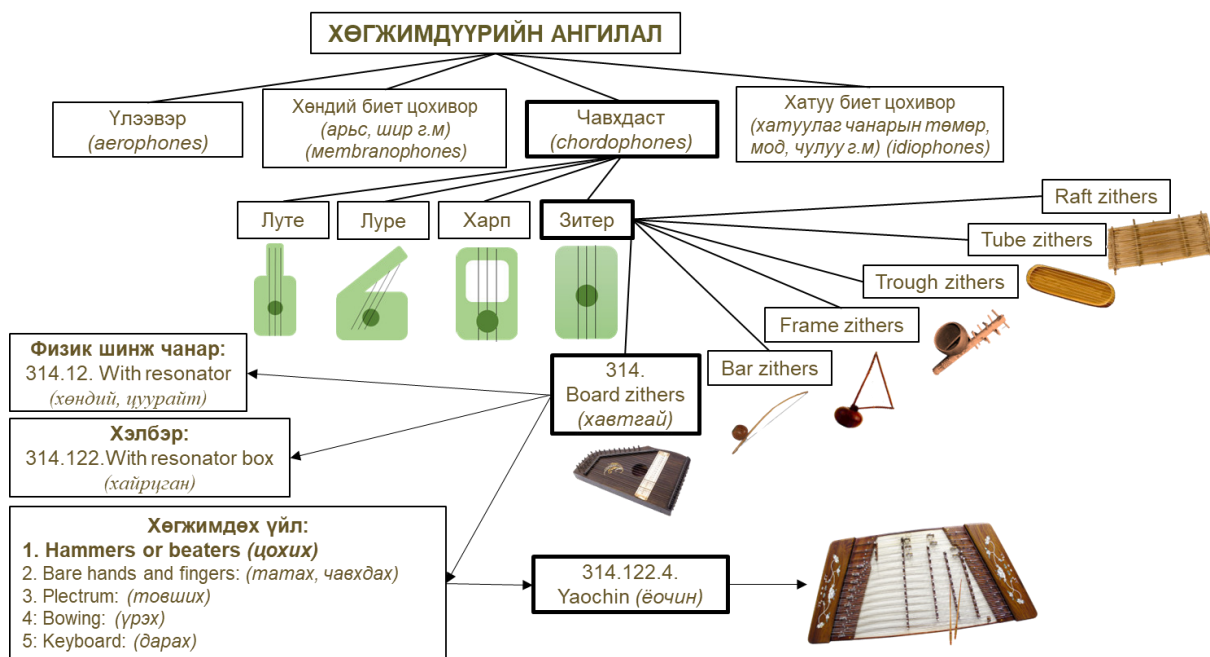 ХӨГЖИМДҮҮРИЙН АНГИЛАЛ
Үлээвэр
(aerophones)
Хөндий биет цохивор
(арьс, шир г.м)
(мembranophones)
Чавхдаст
(chordophones)
Хатуу биет цохивор
(хатуулаг чанарын төмөр,
мод, чулуу г.м) (idiophones)
Луте
Луре
Харп
Зитер
Raft zithers
Tube zithers
Trough zithers
Frame zithers
Bar zithers
314.
Board zithers
(хавтгай)
Физик шинж чанар:
314.12. With resonator
(хөндий, цуурайт)
Хэлбэр:
314.122.With resonator box
(хайрцган)
Хөгжимдөх үйл:
1. Hammers or beaters (цохих)
2. Bare hands and fingers: (татах, чавхдах)
3. Plectrum: (товших)
4: Bowing: (үрэх)
5: Keyboard: (дарах)
314.122.4.
Yaochin (ёочин)